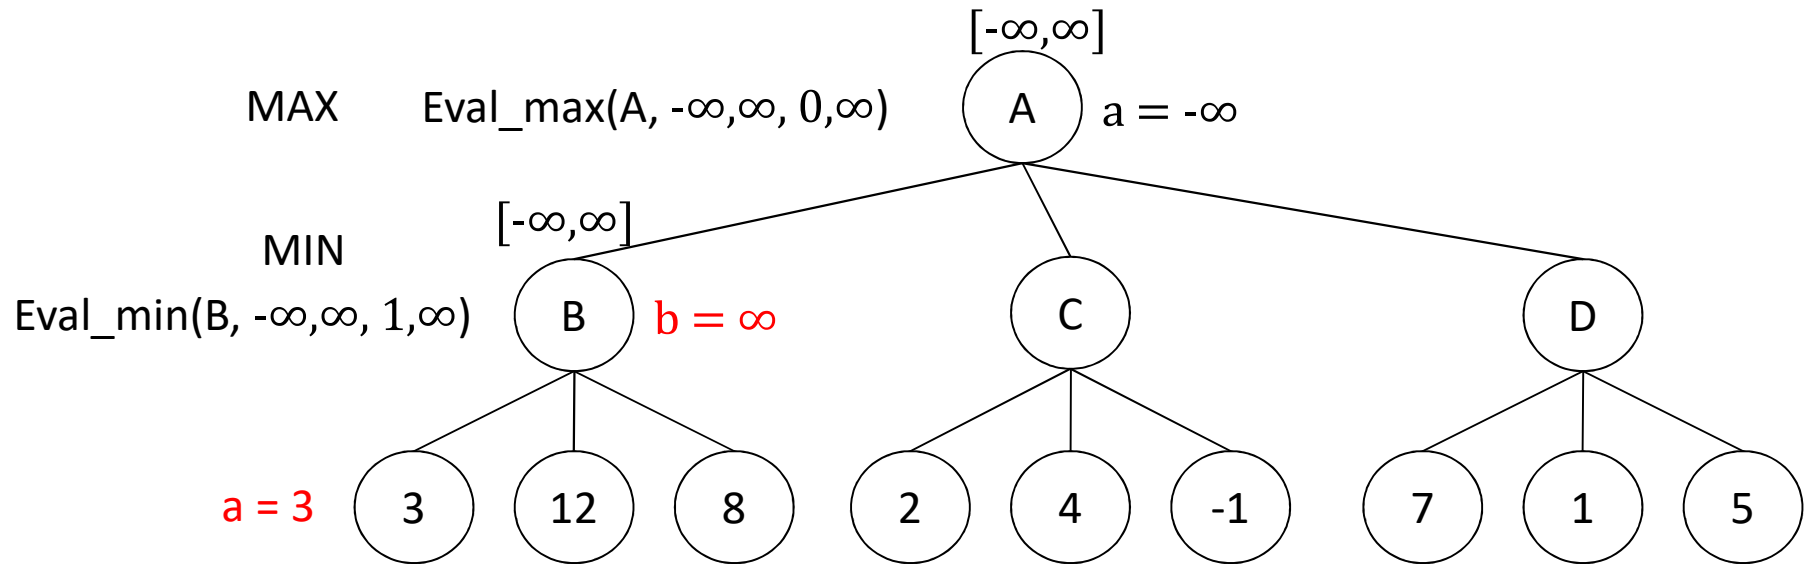 [-∞,∞]
MAX Eval_max(A, -∞,∞, 0,∞) A a = -∞
[-∞,∞]
MIN
Eval_min(B, -∞,∞, 1,∞) B b = ∞ C D
a = 3 3 12 8 2 4 -1 7 1 5